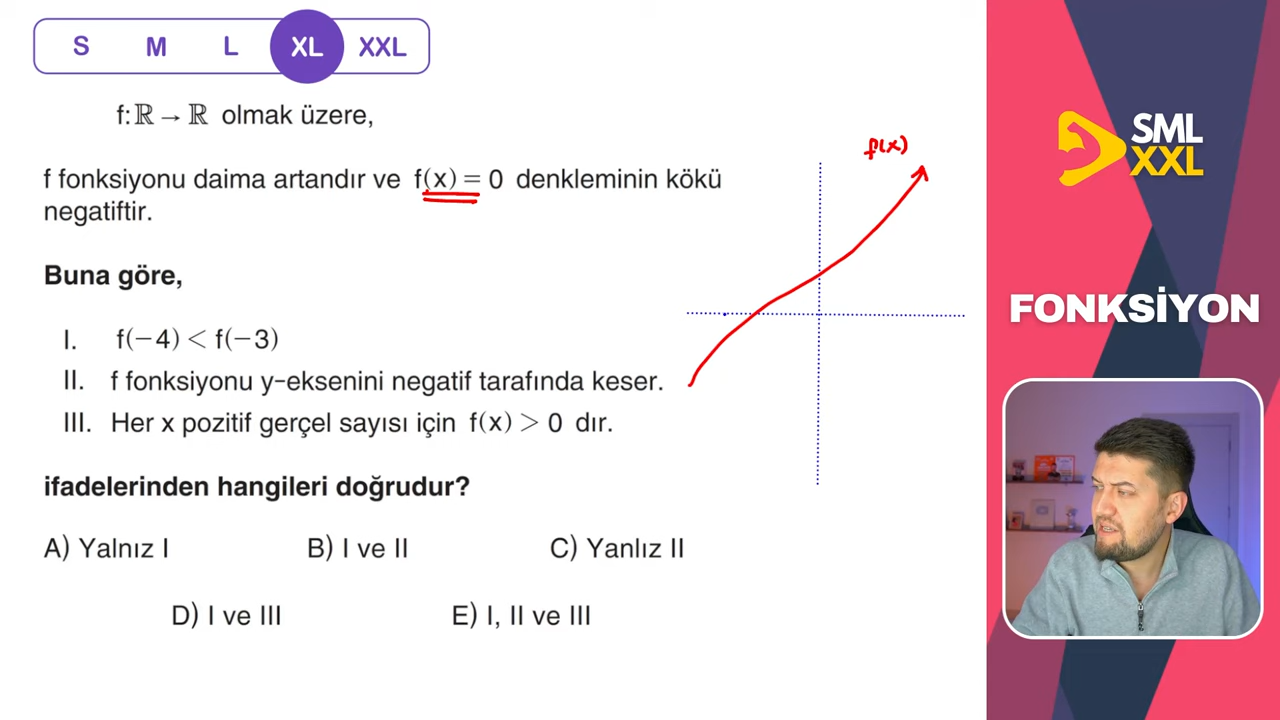 S M L XL XXL
f:ℝ → ℝ olmak üzere,
f fonksiyonu daima artandır ve f(x) = 0 denkleminin kökü
negatiftir.
Buna göre,
I. f(−4) < f(−3)
II. f fonksiyonu y-eksenini negatif tarafında keser.
III. Her x pozitif gerçel sayısı için f(x) > 0 dır.
ifadelerinden hangileri doğrudur?
A) Yalnız I B) I ve II C) Yanlız II
D) I ve III E) I, II ve III
f(x)
SML
XXL
FONKSİYON